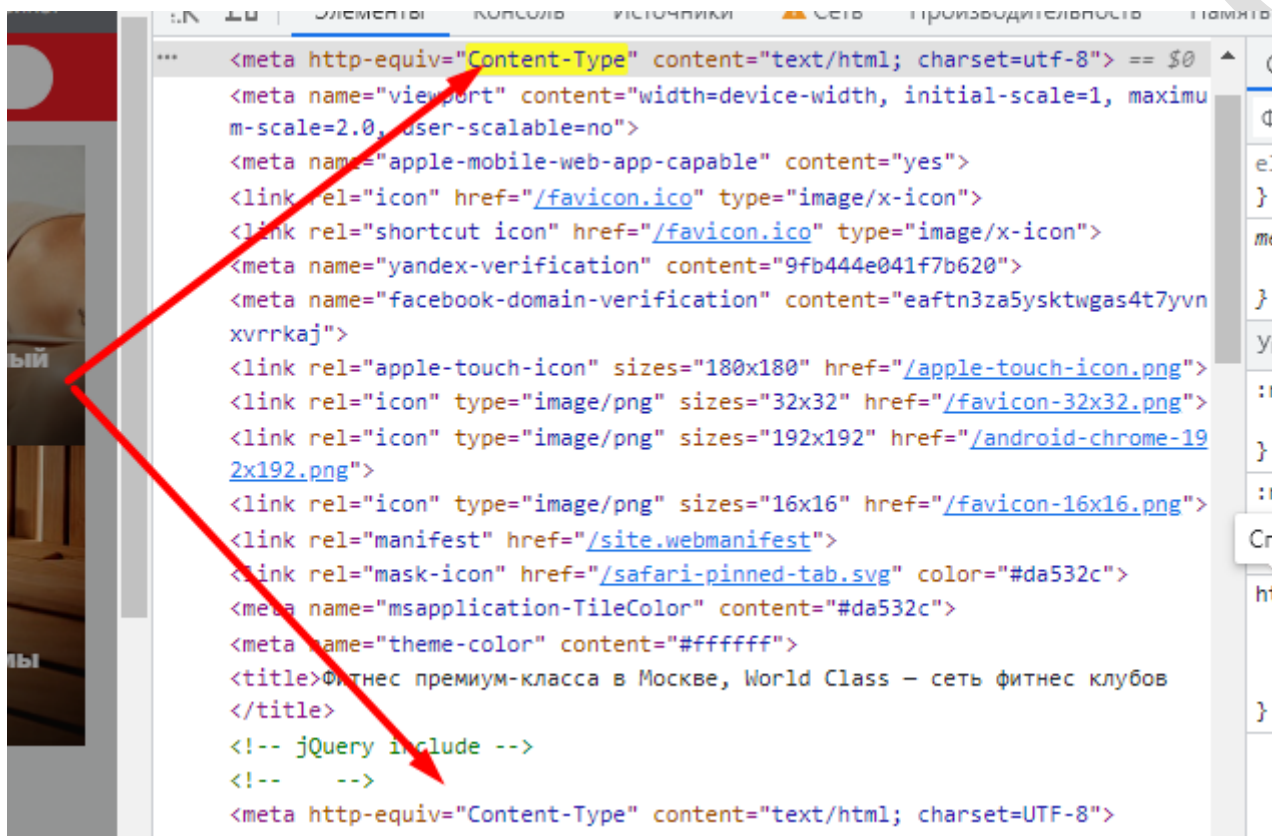 Элементы Консоль Источники Сеть Производительность Память
··· <meta http-equiv="Content-Type" content="text/html; charset=utf-8"> == $0
<meta name="viewport" content="width=device-width, initial-scale=1, maximu
m-scale=2.0, user-scalable=no">
<meta name="apple-mobile-web-app-capable" content="yes">
<link rel="icon" href="/favicon.ico" type="image/x-icon">
<link rel="shortcut icon" href="/favicon.ico" type="image/x-icon">
<meta name="yandex-verification" content="9fb444e041f7b620">
<meta name="facebook-domain-verification" content="eaftn3za5ysktwgas4t7yvn
xvrrkaj">
<link rel="apple-touch-icon" sizes="180x180" href="/apple-touch-icon.png">
<link rel="icon" type="image/png" sizes="32x32" href="/favicon-32x32.png">
<link rel="icon" type="image/png" sizes="192x192" href="/android-chrome-19
2x192.png">
<link rel="icon" type="image/png" sizes="16x16" href="/favicon-16x16.png">
<link rel="manifest" href="/site.webmanifest">
<link rel="mask-icon" href="/safari-pinned-tab.svg" color="#da532c">
<meta name="msapplication-TileColor" content="#da532c">
<meta name="theme-color" content="#ffffff">
<title>Фитнес премиум-класса в Москве, World Class – сеть фитнес клубов
</title>
<!-- jQuery include -->
<!-- -->
<meta http-equiv="Content-Type" content="text/html; charset=UTF-8">
ый
мы
}
}
}
}